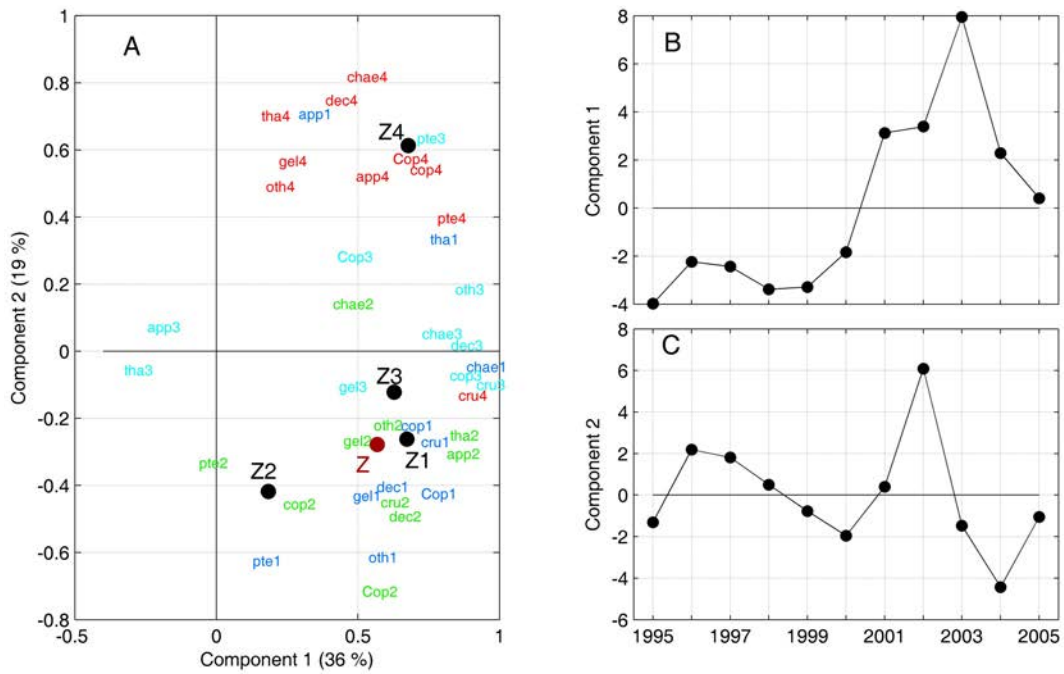 A
1
0.8
0.6
0.4
0.2
0
-0.2
-0.4
-0.6
-0.8
Component 2 (19 %)
chae4
dec4
tha4
app1
Z4
pte3
Cop4
gel4
cop4
app4
oth4
pte4
tha1
Cop3
oth3
chae2
app3
chae3
dec3
tha3
chae1
Z3
cop3
gel3
cru3
cru4
oth2
cop1
tha2
gel2
cru1
app2
Z
Z1
pte2
Z2
dec1
gel1
Cop1
cop2
cru2
dec2
pte1
oth1
Cop2
-0.5
0
0.5
1
Component 1 (36 %)
B
8
6
4
2
0
-2
-4
Component 1
C
8
6
4
2
0
-2
-4
-6
Component 2
1995
1997
1999
2001
2003
2005